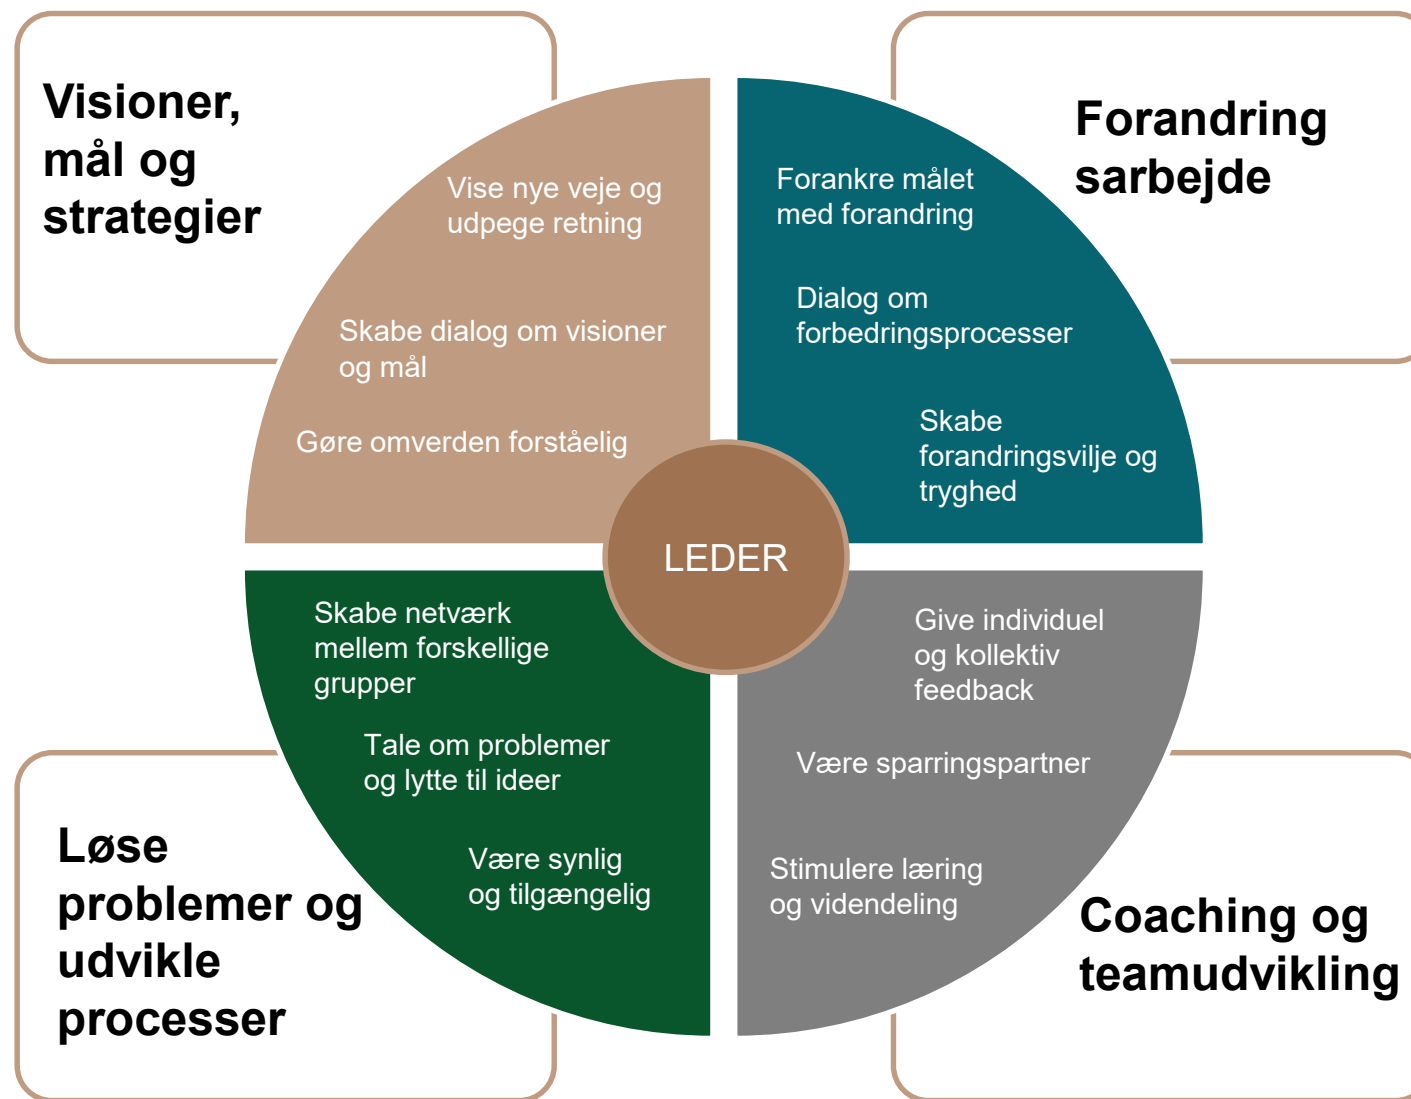 Visioner,
mål og
strategier
Vise nye veje og
udpege retning
Skabe dialog om visioner
og mål
Gøre omverden forståelig
Forandring
sarbejde
Forankre målet
med forandring
Dialog om
forbedringsprocesser
Skabe
forandringsvilje og
tryghed
LEDER
Skabe netværk
mellem forskellige
grupper
Tale om problemer
og lytte til ideer
Være synlig
og tilgængelig
Løse
problemer og
udvikle
processer
Give individuel
og kollektiv
feedback
Være sparringspartner
Stimulere læring
og videndeling
Coaching og
teamudvikling